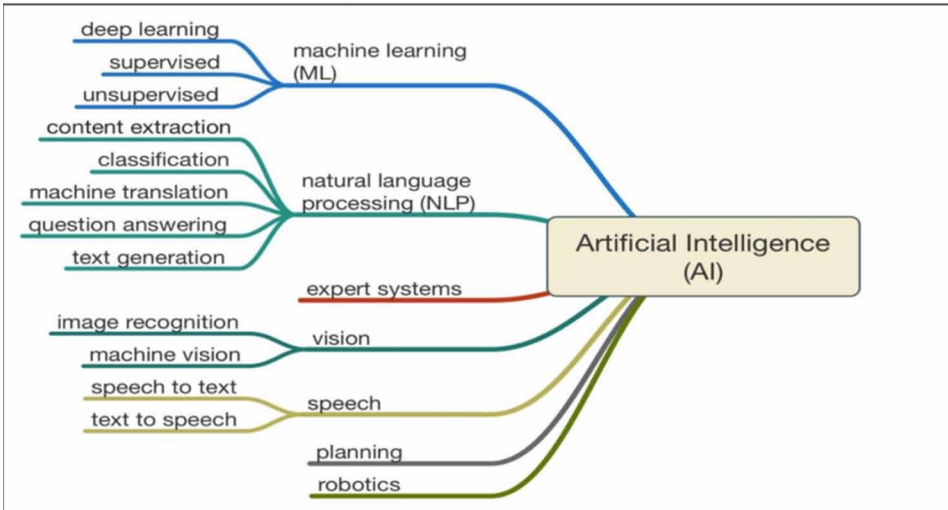 deep learning
supervised
unsupervised
machine learning
(ML)
content extraction
classification
machine translation
question answering
text generation
natural language
processing (NLP)
Artificial Intelligence
(AI)
expert systems
image recognition
machine vision
vision
speech to text
text to speech
speech
planning
robotics